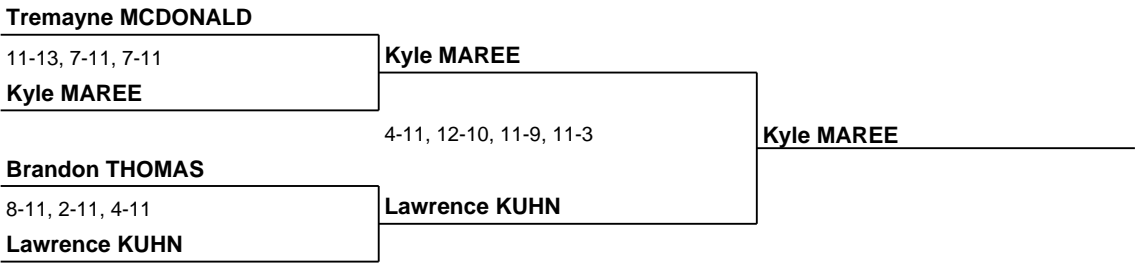 Tremayne MCDONALD
11-13, 7-11, 7-11
Kyle MAREE
Kyle MAREE
4-11, 12-10, 11-9, 11-3
Kyle MAREE
Brandon THOMAS
8-11, 2-11, 4-11
Lawrence KUHN
Lawrence KUHN